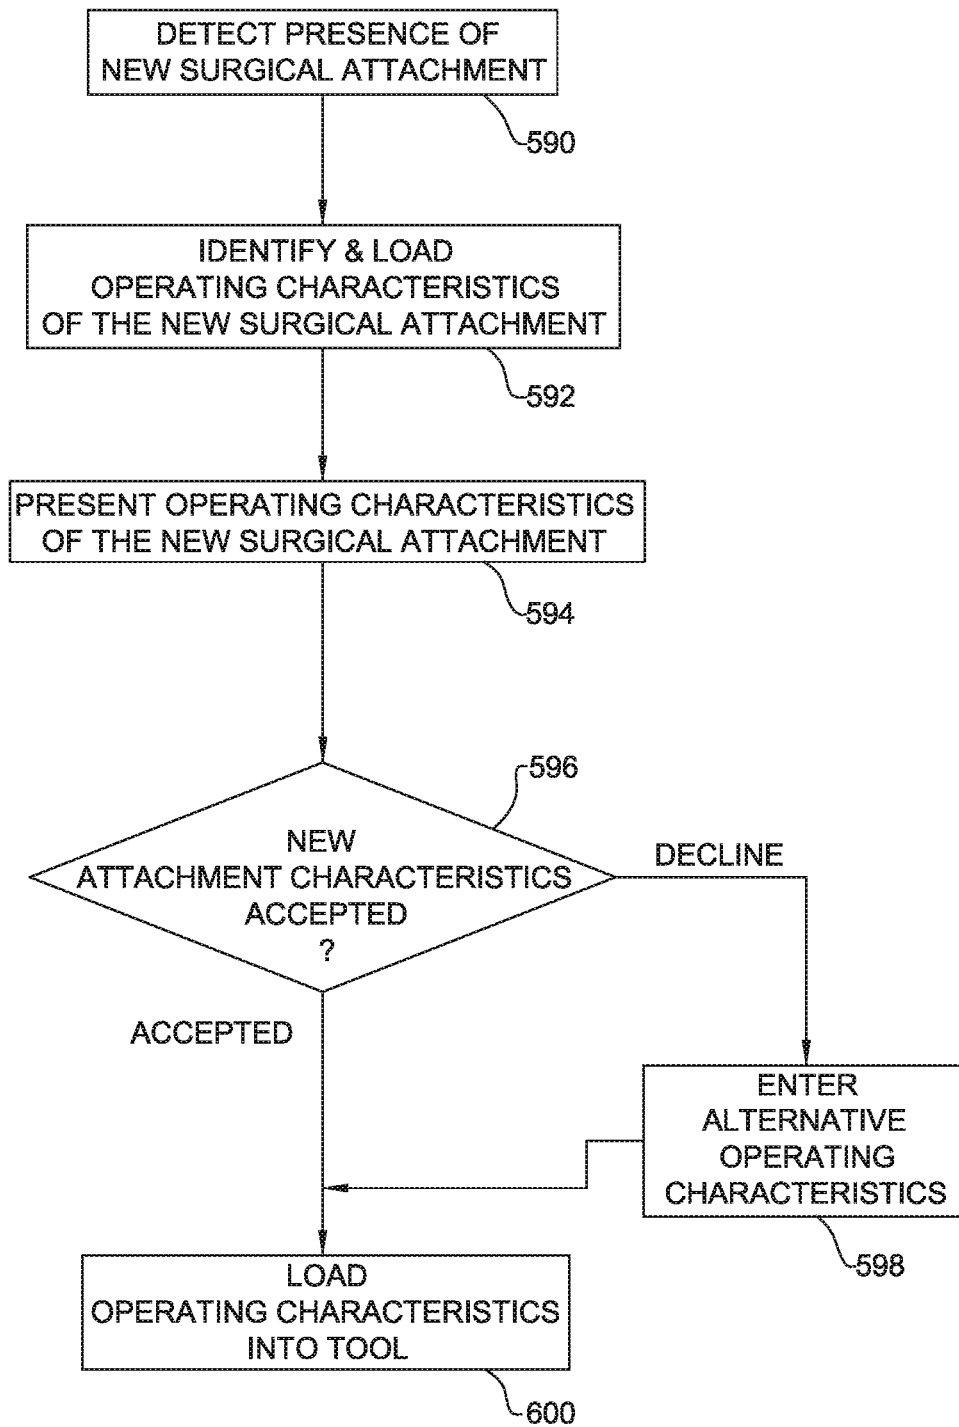 DETECT PRESENCE OF
NEW SURGICAL ATTACHMENT
590
IDENTIFY & LOAD
OPERATING CHARACTERISTICS
OF THE NEW SURGICAL ATTACHMENT
592
PRESENT OPERATING CHARACTERISTICS
OF THE NEW SURGICAL ATTACHMENT
594
596
NEW
ATTACHMENT CHARACTERISTICS
ACCEPTED
?
DECLINE
ACCEPTED
ENTER
ALTERNATIVE
OPERATING
CHARACTERISTICS
598
LOAD
OPERATING CHARACTERISTICS
INTO TOOL
600